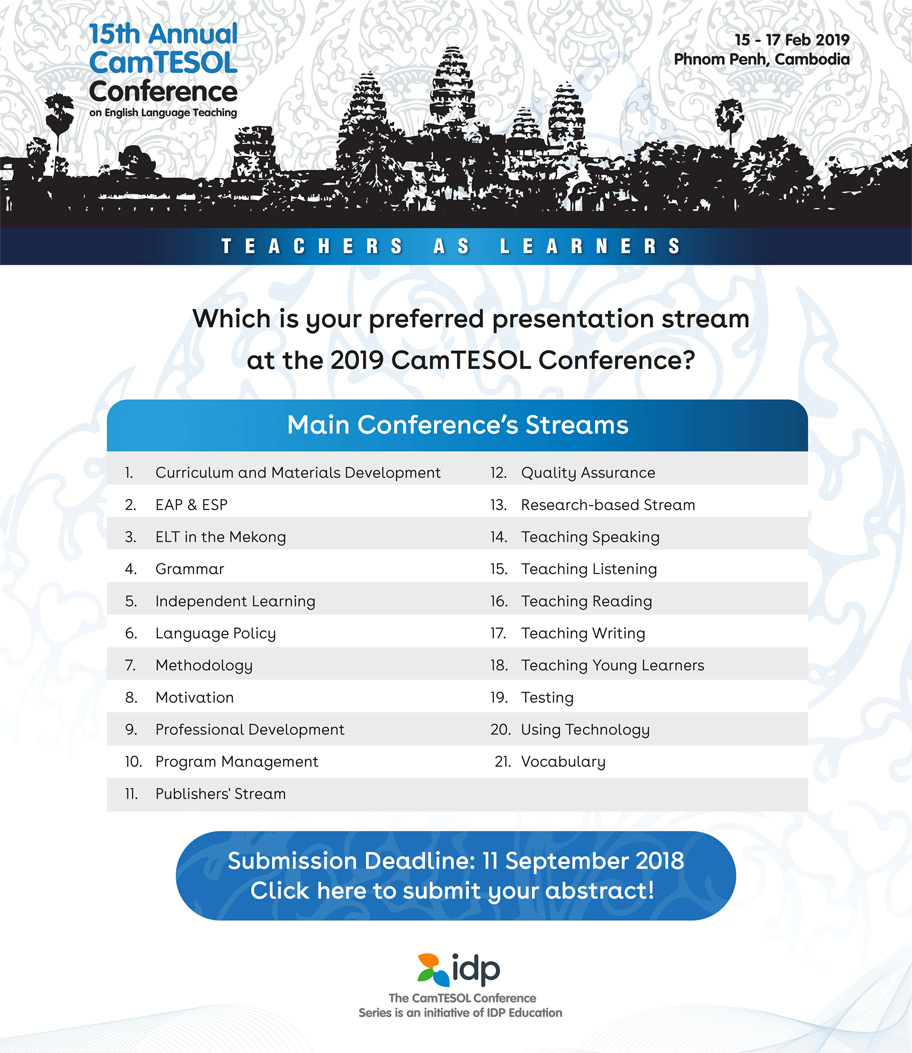 15th Annual
CamTESOL
Conference
on English Language Teaching
15 - 17 Feb 2019
Phnom Penh, Cambodia
TEACHERS AS LEARNERS
Which is your preferred presentation stream
at the 2019 CamTESOL Conference?
Main Conference's Streams
1. Curriculum and Materials Development
2. EAP & ESP
3. ELT in the Mekong
4. Grammar
5. Independent Learning
6. Language Policy
7. Methodology
8. Motivation
9. Professional Development
10. Program Management
11. Publishers' Stream
12. Quality Assurance
13. Research-based Stream
14. Teaching Speaking
15. Teaching Listening
16. Teaching Reading
17. Teaching Writing
18. Teaching Young Learners
19. Testing
20. Using Technology
21. Vocabulary
Submission Deadline: 11 September 2018
Click here to submit your abstract!
idp
The CamTESOL Conference
Series is an initiative of IDP Education